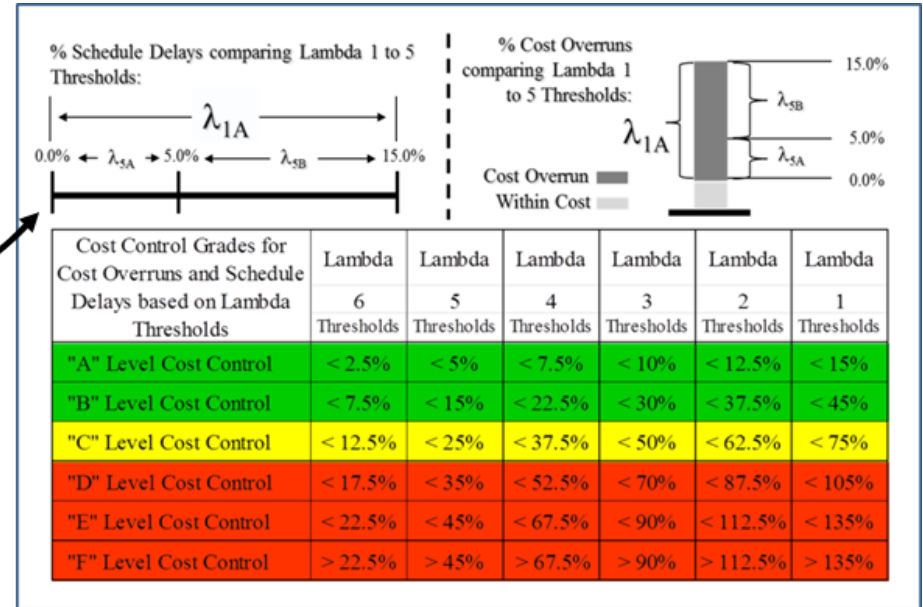 % Schedule Delays comparing Lambda 1 to 5
Thresholds:
λ1A
0.0% λ5A 5.0% λ5B 15.0%
% Cost Overruns
comparing Lambda 1
to 5 Thresholds:
λ1A
15.0%
λ5B
5.0%
λ5A
0.0%
Cost Overrun
Within Cost
Cost Control Grades for
Cost Overruns and Schedule
Delays based on Lambda
Thresholds
Lambda Lambda Lambda Lambda Lambda Lambda
6 5 4 3 2 1
Thresholds Thresholds Thresholds Thresholds Thresholds Thresholds
"A" Level Cost Control < 2.5% < 5% < 7.5% < 10% < 12.5% < 15%
"B" Level Cost Control < 7.5% < 15% < 22.5% < 30% < 37.5% < 45%
"C" Level Cost Control < 12.5% < 25% < 37.5% < 50% < 62.5% < 75%
"D" Level Cost Control < 17.5% < 35% < 52.5% < 70% < 87.5% < 105%
"E" Level Cost Control < 22.5% < 45% < 67.5% < 90% < 112.5% < 135%
"F" Level Cost Control > 22.5% > 45% > 67.5% > 90% > 112.5% > 135%